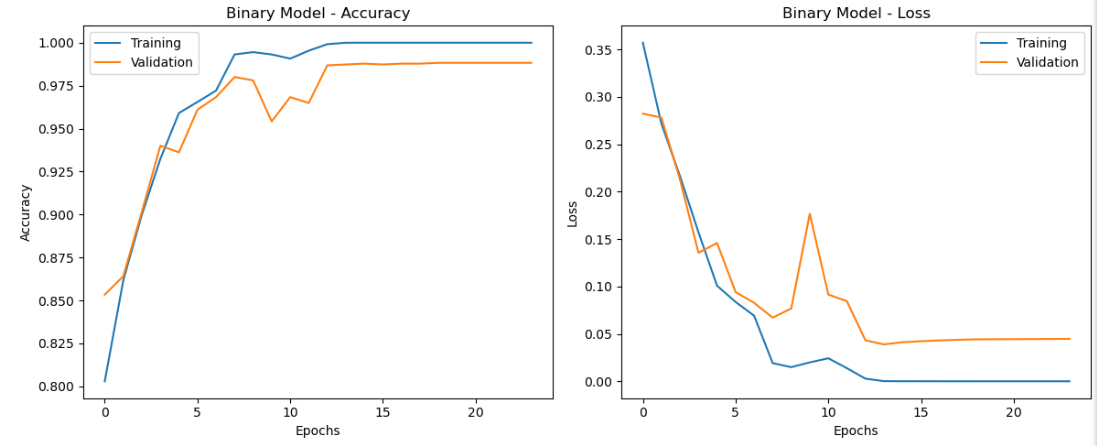 Binary Model - Accuracy
Training
Validation
1.000
0.975
0.950
0.925
0.900
0.875
0.850
0.825
0.800
Accuracy
0 5 10 15 20
Epochs
Binary Model - Loss
Training
Validation
0.35
0.30
0.25
0.20
0.15
0.10
0.05
0.00
Loss
0 5 10 15 20
Epochs